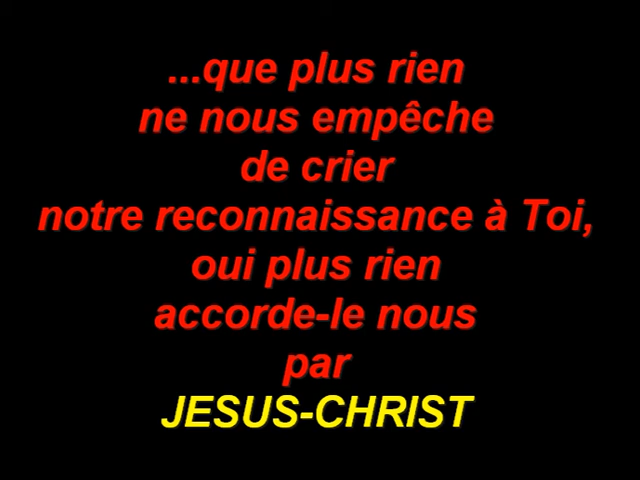 ...que plus rien
ne nous empêche
de crier
notre reconnaissance à Toi,
oui plus rien
accorde-le nous
par
JESUS-CHRIST